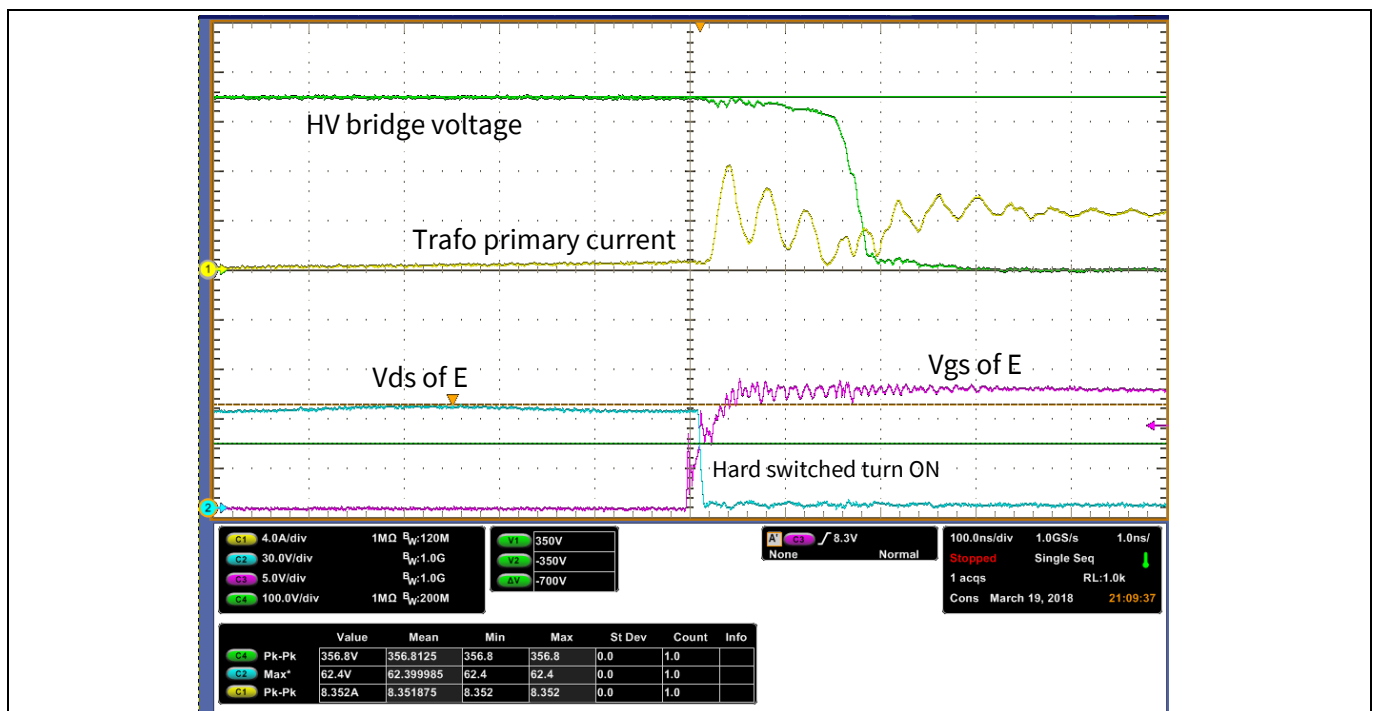 HV bridge voltage
Trafo primary current
1
Vds of E
Vgs of E
Hard switched turn ON
2
C1 4.0A/div 1MΩ BW:120M
C2 30.0V/div BW:1.0G
C3 5.0V/div BW:1.0G
C4 100.0V/div 1MΩ BW:200M
V1 350V
V2 -350V
ΔV -700V
A' C3 8.3V
None Normal
100.0ns/div 1.0GS/s 1.0ns/
Stopped Single Seq
1 acqs RL:1.0k
Cons March 19, 2018 21:09:37
Value Mean Min Max St Dev Count Info
C4 Pk-Pk 356.8V 356.8125 356.8 356.8 0.0 1.0
C2 Max* 62.4V 62.399985 62.4 62.4 0.0 1.0
C1 Pk-Pk 8.352A 8.351875 8.352 8.352 0.0 1.0